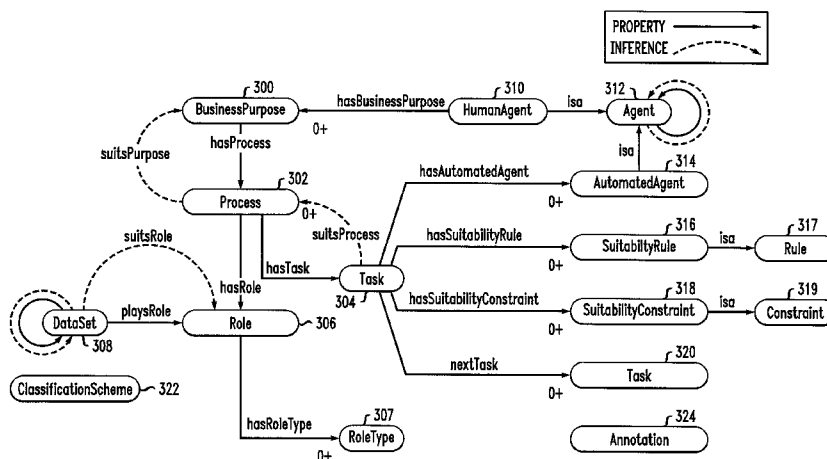 PROPERTY
INFERENCE
300
BusinessPurpose
0+
hasBusinessPurpose
310
HumanAgent
isa
312
Agent
isa
suitsPurpose
hasProcess
302
Process
0+
hasAutomatedAgent
0+
314
AutomatedAgent
suitsRole
suitsProcess
hasSuitabilityRule
0+
316
SuitabiltyRule
isa
317
Rule
hasRole
hasTask
Task
304
hasSuitabilityConstraint
0+
318
SuitabilityConstraint
isa
319
Constraint
DataSet
308
playsRole
Role
306
nextTask
0+
320
Task
ClassificationScheme
322
hasRoleType
0+
307
RoleType
324
Annotation